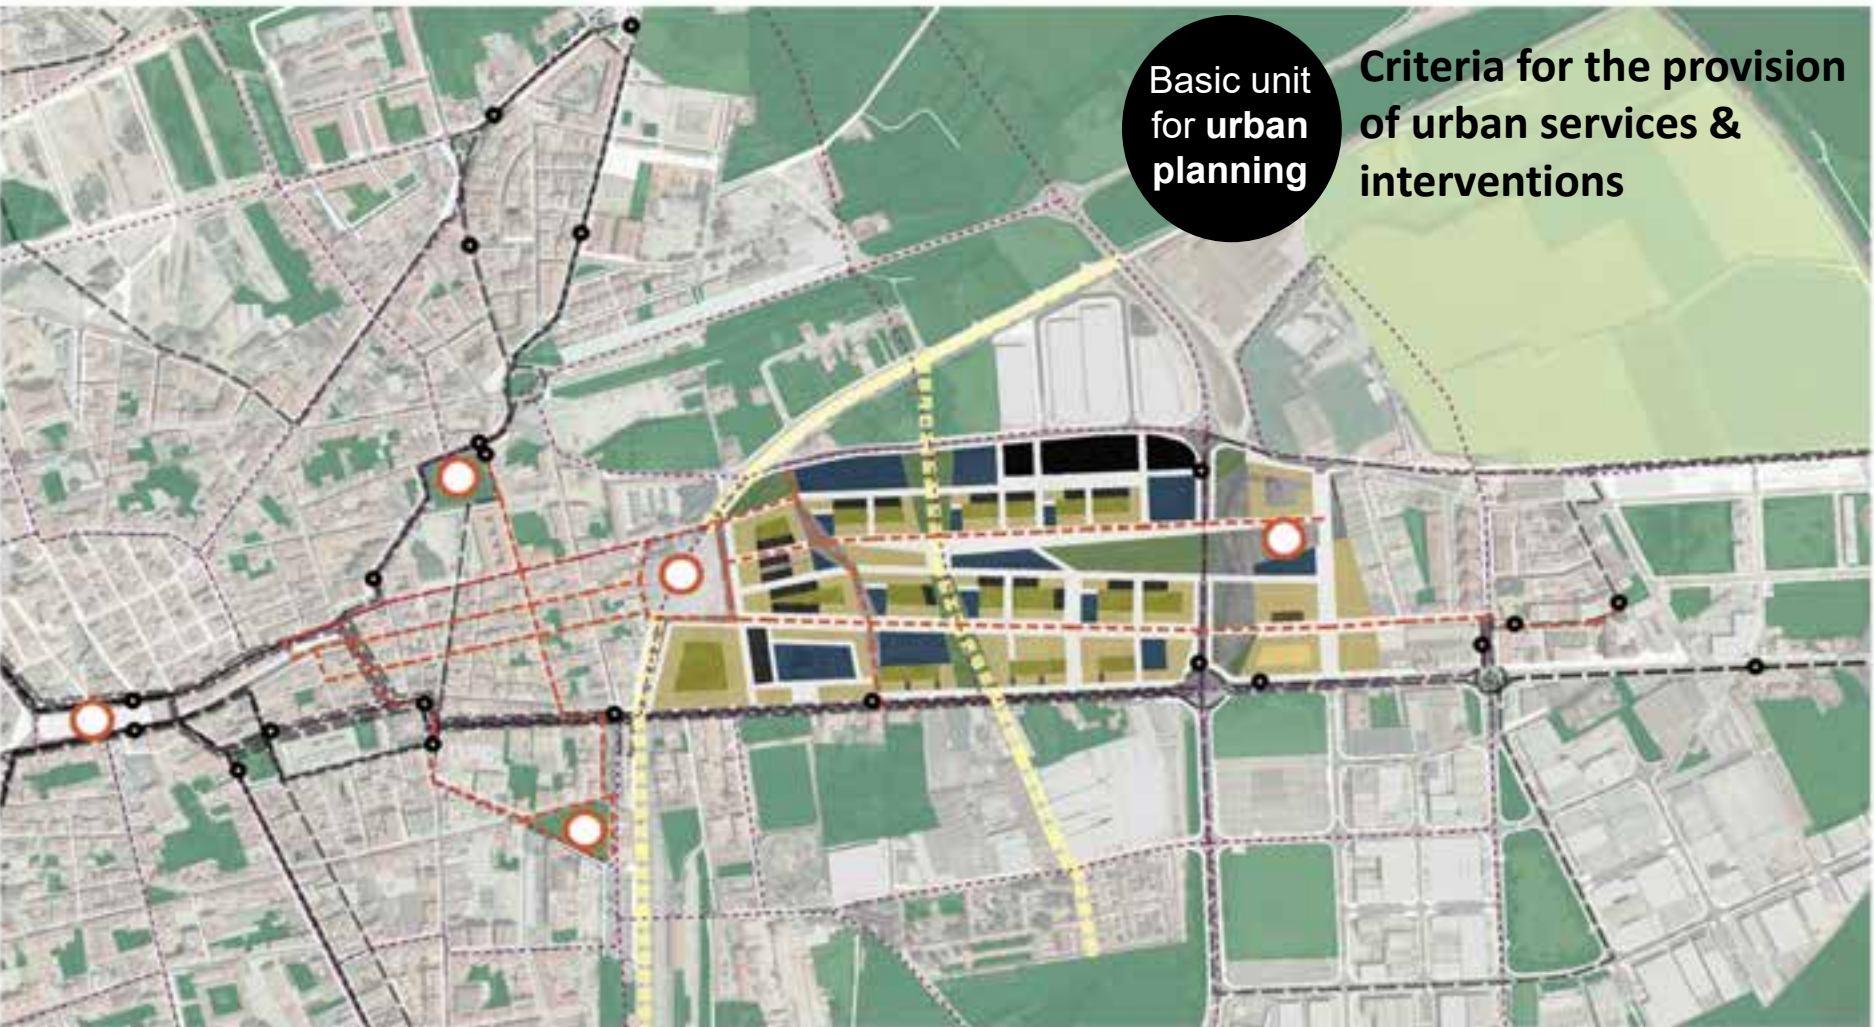 Basic unit
for urban
planning
Criteria for the provision
of urban services &
interventions